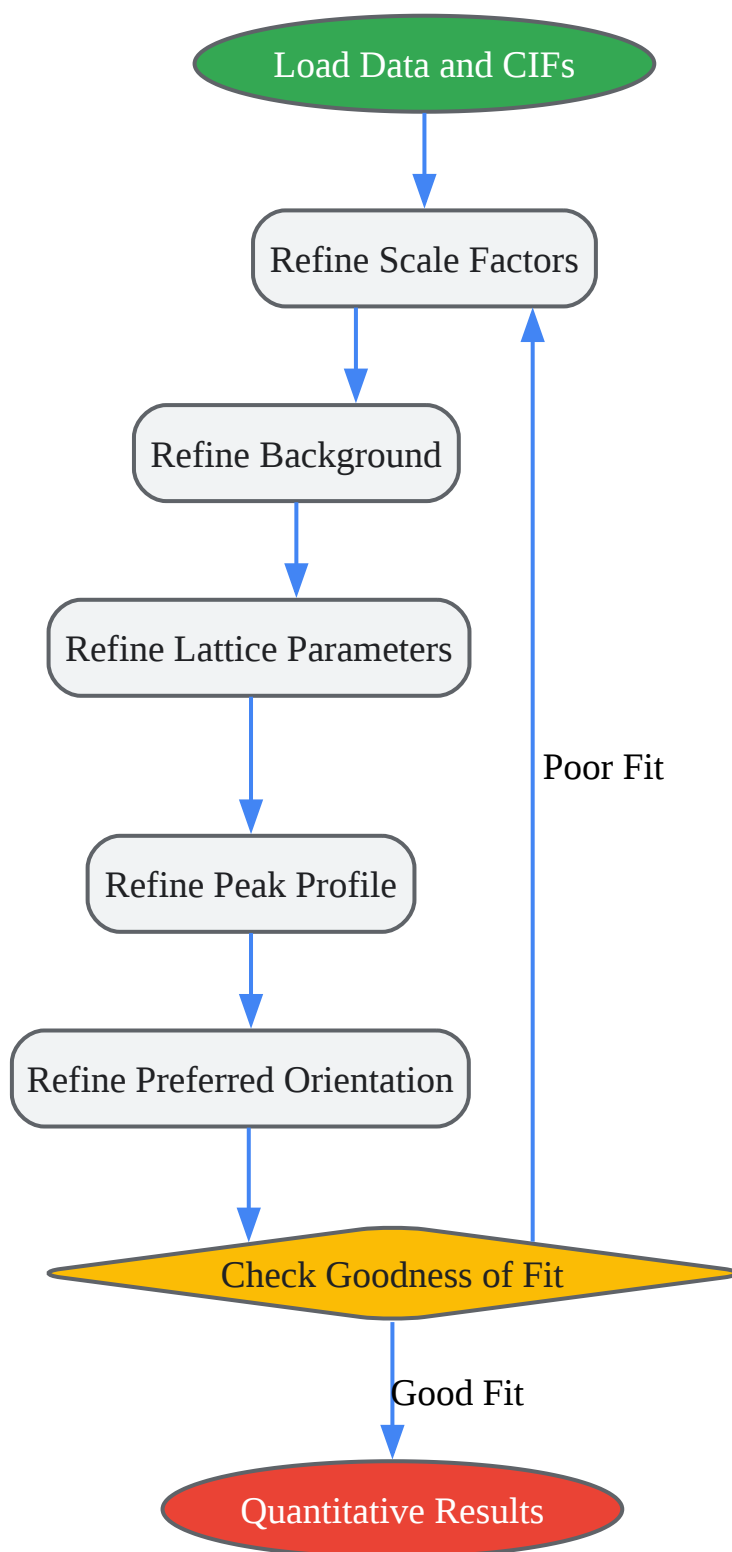 Load Data and CIFs
Refine Scale Factors
Refine Background
Refine Lattice Parameters
Poor Fit
Refine Peak Profile
Refine Preferred Orientation
Check Goodness of Fit
Good Fit
Quantitative Results